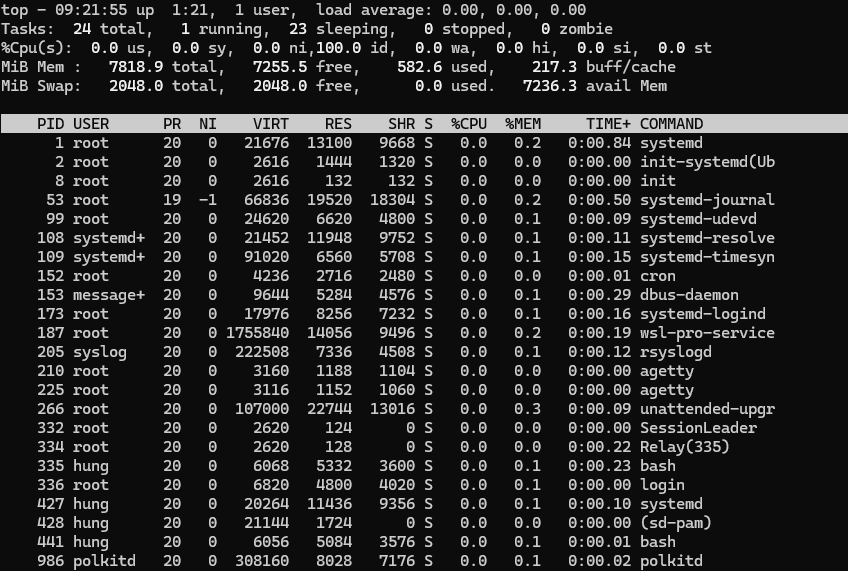 top - 09:21:55 up  1:21,  1 user,  load average: 0.00, 0.00, 0.00
Tasks:  24 total,   1 running,  23 sleeping,   0 stopped,   0 zombie
%Cpu(s):  0.0 us,  0.0 sy,  0.0 ni,100.0 id,  0.0 wa,  0.0 hi,  0.0 si,  0.0 st
MiB Mem :   7818.9 total,   7255.5 free,    582.6 used,    217.3 buff/cache
MiB Swap:   2048.0 total,   2048.0 free,      0.0 used.   7236.3 avail Mem

    PID USER      PR  NI    VIRT    RES    SHR S  %CPU  %MEM     TIME+ COMMAND
      1 root      20   0   21676  13100   9668 S   0.0   0.2   0:00.84 systemd
      2 root      20   0    2616   1444   1320 S   0.0   0.0   0:00.00 init-systemd(Ub
      8 root      20   0    2616    132    132 S   0.0   0.0   0:00.00 init
     53 root      19  -1   66836  19520  18304 S   0.0   0.2   0:00.50 systemd-journal
     99 root      20   0   24620   6620   4800 S   0.0   0.1   0:00.09 systemd-udevd
    108 systemd+  20   0   21452  11948   9752 S   0.0   0.1   0:00.11 systemd-resolve
    109 systemd+  20   0   91020   6560   5708 S   0.0   0.1   0:00.15 systemd-timesyn
    152 root      20   0    4236   2716   2480 S   0.0   0.0   0:00.01 cron
    153 message+  20   0    9644   5284   4576 S   0.0   0.1   0:00.29 dbus-daemon
    173 root      20   0   17976   8256   7232 S   0.0   0.1   0:00.16 systemd-logind
    187 root      20   0 1755840  14056   9496 S   0.0   0.2   0:00.19 wsl-pro-service
    205 syslog    20   0  222508   7336   4508 S   0.0   0.1   0:00.12 rsyslogd
    210 root      20   0    3160   1188   1104 S   0.0   0.0   0:00.00 agetty
    225 root      20   0    3116   1152   1060 S   0.0   0.0   0:00.00 agetty
    266 root      20   0  107000  22744  13016 S   0.0   0.3   0:00.09 unattended-upgr
    332 root      20   0    2620    124      0 S   0.0   0.0   0:00.00 SessionLeader
    334 root      20   0    2620    128      0 S   0.0   0.0   0:00.22 Relay(335)
    335 hung      20   0    6068   5332   3600 S   0.0   0.1   0:00.23 bash
    336 root      20   0    6820   4800   4020 S   0.0   0.1   0:00.00 login
    427 hung      20   0   20264  11436   9356 S   0.0   0.1   0:00.10 systemd
    428 hung      20   0   21144   1724      0 S   0.0   0.0   0:00.00 (sd-pam)
    441 hung      20   0    6056   5084   3576 S   0.0   0.1   0:00.01 bash
    986 polkitd   20   0  308160   8028   7176 S   0.0   0.1   0:00.02 polkitd